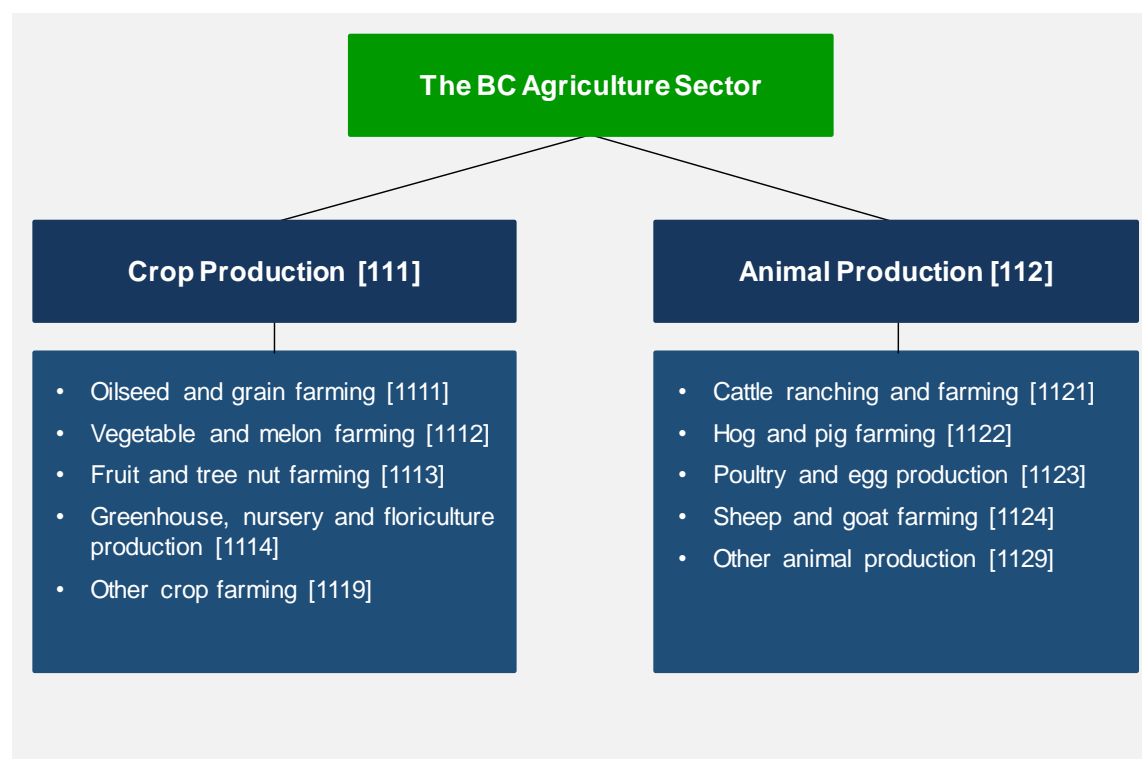 The BC Agriculture Sector
Crop Production [111]
• Oilseed and grain farming [1111]
• Vegetable and melon farming [1112]
• Fruit and tree nut farming [1113]
• Greenhouse, nursery and floriculture
production [1114]
• Other crop farming [1119]
Animal Production [112]
• Cattle ranching and farming [1121]
• Hog and pig farming [1122]
• Poultry and egg production [1123]
• Sheep and goat farming [1124]
• Other animal production [1129]